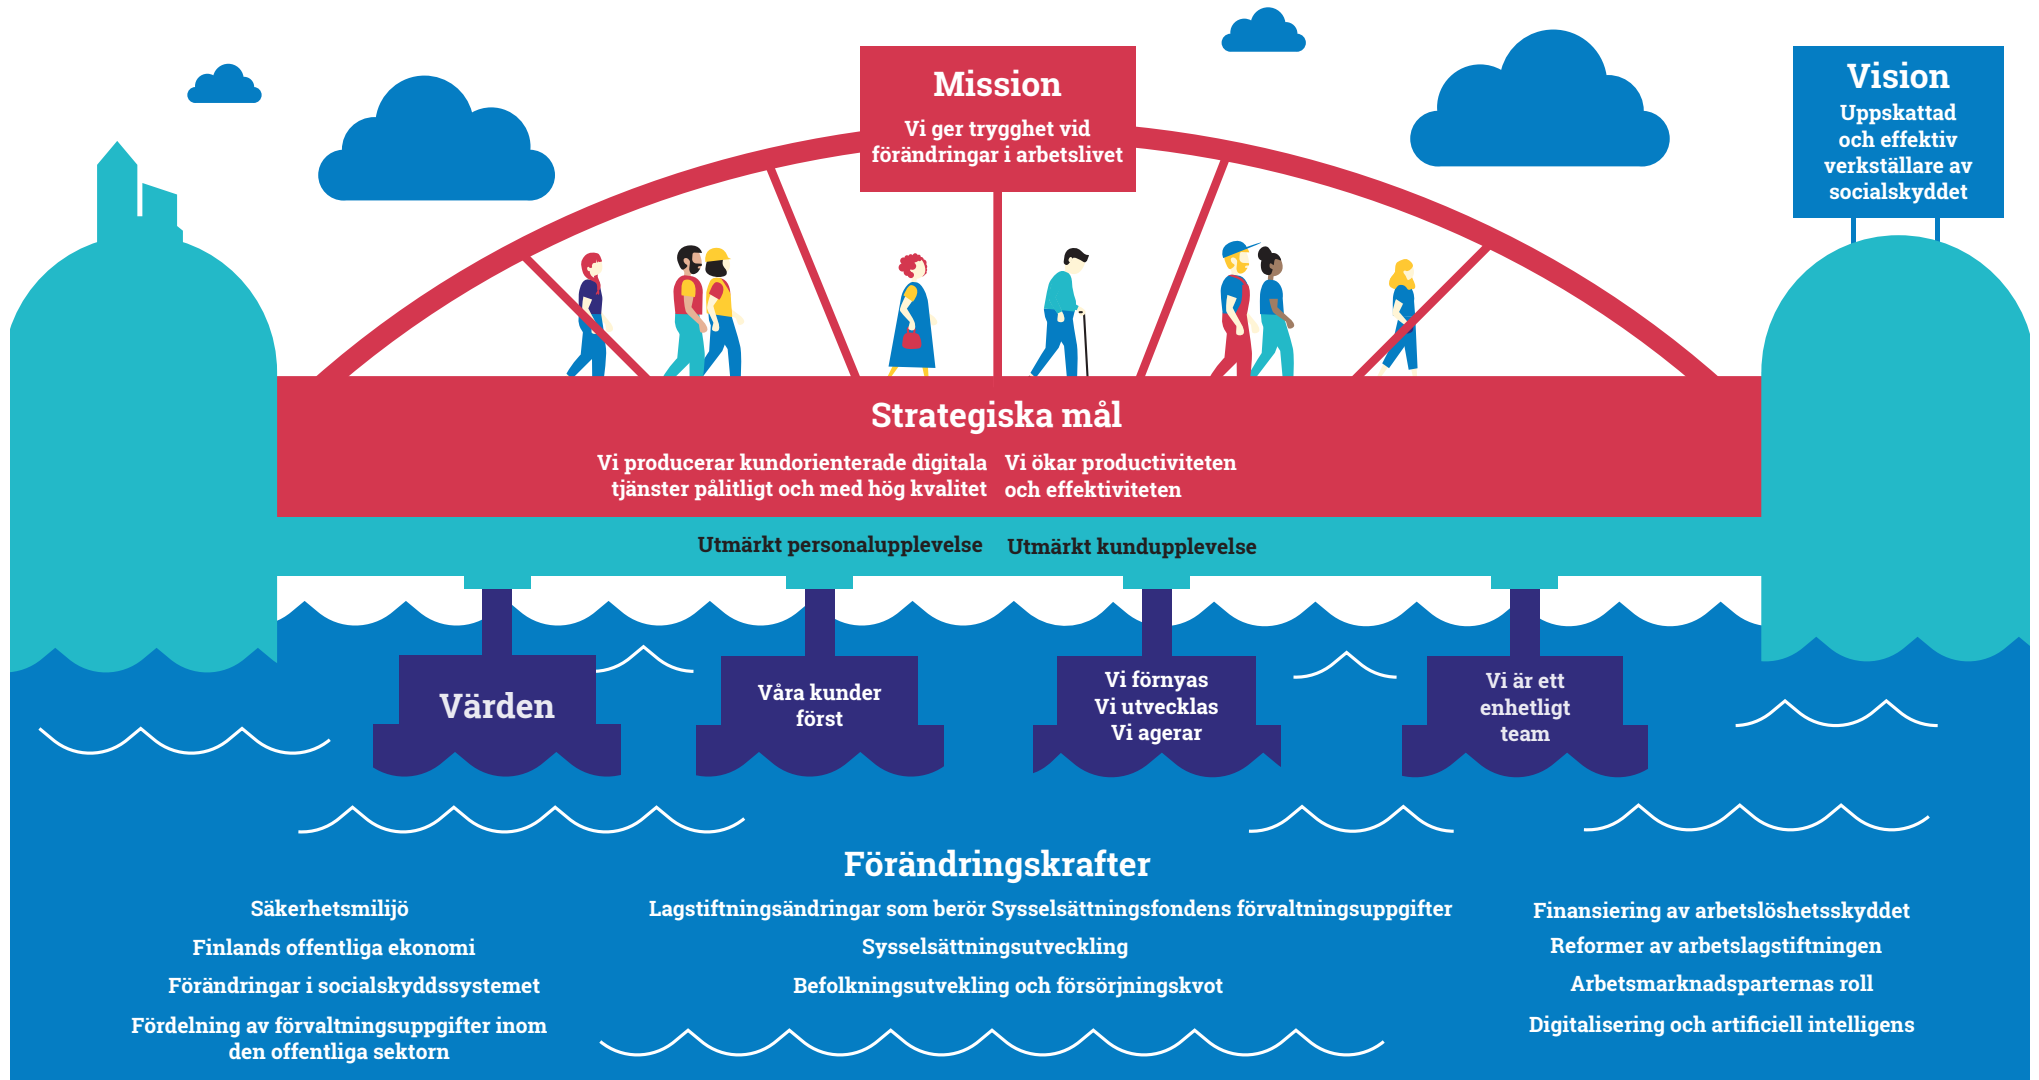 Mission
Vi ger trygghet vid
förändringar i arbetslivet
Vision
Uppskattad
och effektiv
verkställare av
socialskyddet
Strategiska mål
Vi producerar kundorienterade digitala
tjänster pålitligt och med hög kvalitet
Vi ökar productiviteten
och effektiviteten
Utmärkt personalupplevelse
Utmärkt kundupplevelse
Värden
Våra kunder
först
Vi förnyas
Vi utvecklas
Vi agerar
Vi är ett
enhetligt
team
Förändringskrafter
Säkerhetsmilijö
Finlands offentliga ekonomi
Förändringar i socialskyddssystemet
Fördelning av förvaltningsuppgifter inom
den offentliga sektorn
Lagstiftningsändringar som berör Sysselsättningsfondens förvaltningsuppgifter
Sysselsättningsutveckling
Befolkningsutvekling och försörjningskvot
Finansiering av arbetslöshetsskyddet
Reformer av arbetslagstiftningen
Arbetsmarknadsparternas roll
Digitalisering och artificiell intelligens